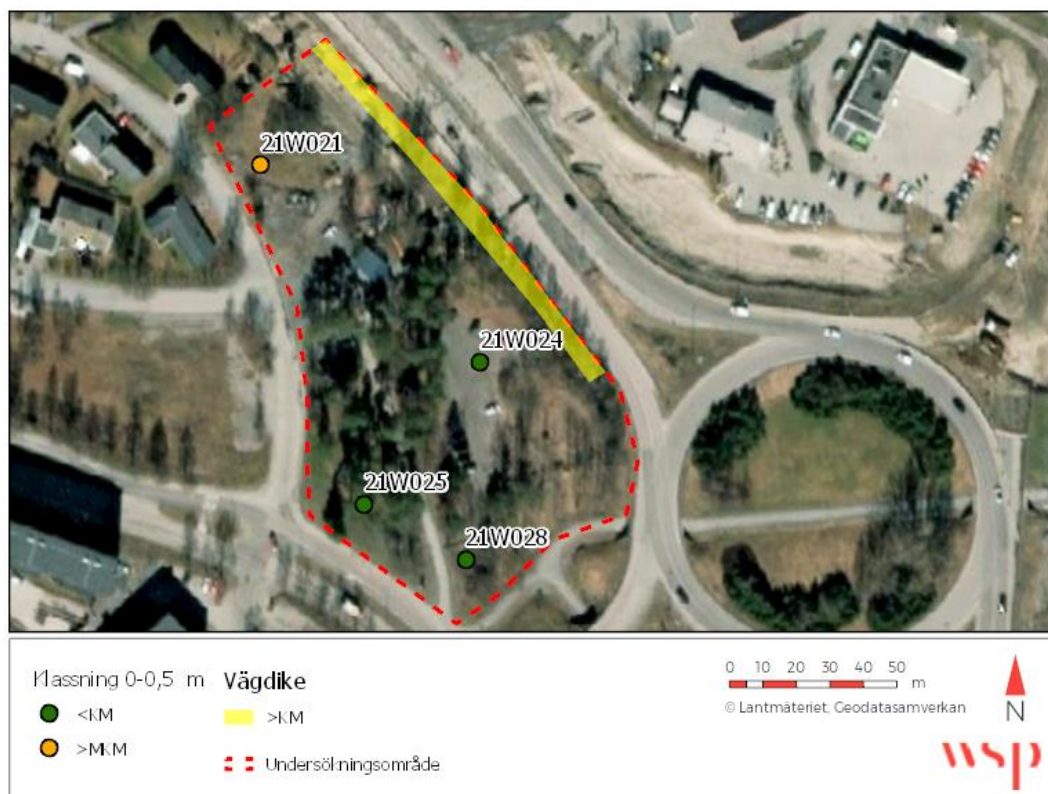 21W021
21W024
21W025
21W028
Klassning 0-0,5 m
<KM
>MKM
Vägdike
>KM
Undersökningsområde
0 10 20 30 40 50
m
© Lantmäteriet, Geodatasamverkan
N
wsp